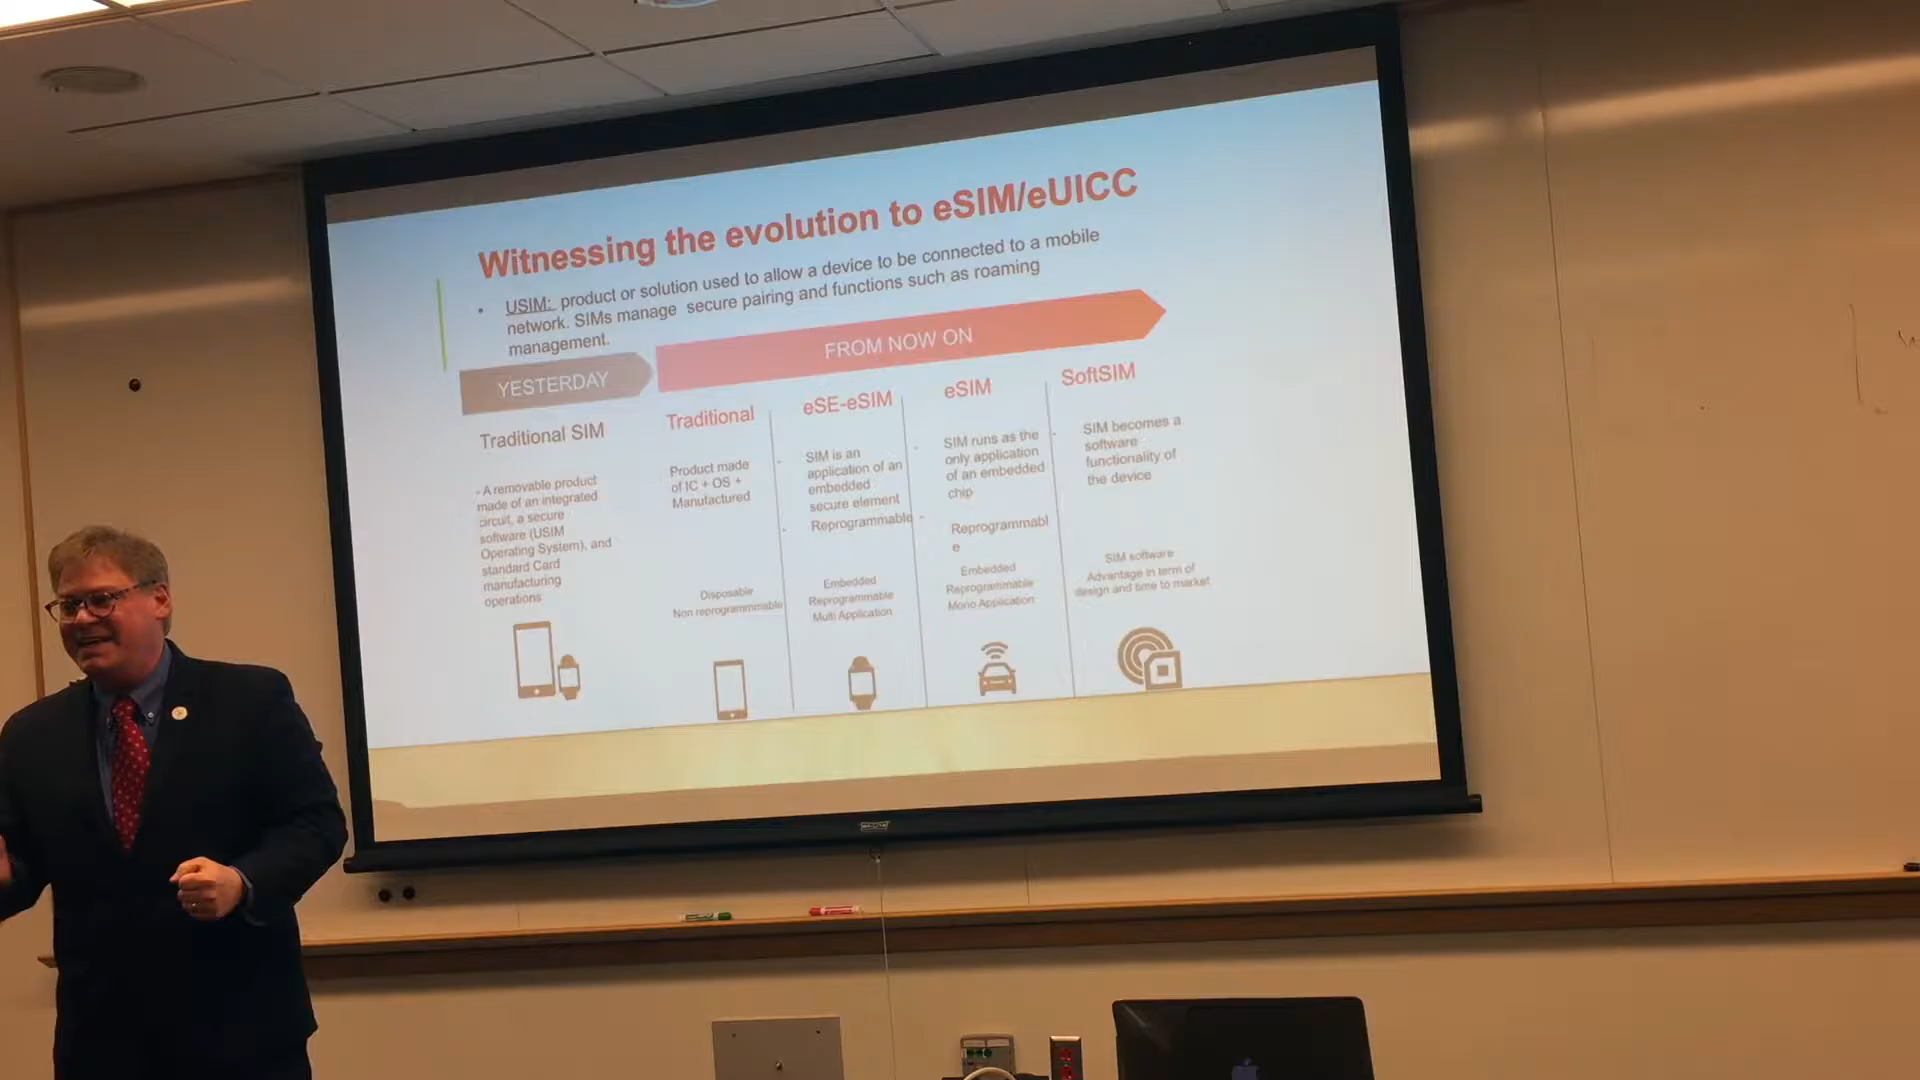 Witnessing the evolution to eSIM/eUICC
• USIM: product or solution used to allow a device to be connected to a mobile
network. SIMs manage secure pairing and functions such as roaming
management.
YESTERDAY
FROM NOW ON
Traditional SIM
- A removable product
made of an integrated
circuit, a secure
software (USIM
Operating System), and
standard Card
manufacturing
operations
Traditional
Product made
of IC + OS +
Manufactured
Disposable
Non reprogrammable
eSE-eSIM
- SIM is an
application of an
embedded
secure element
- Reprogrammable
Embedded
Reprogrammable
Multi Application
eSIM
- SIM runs as the
only application
of an embedded
chip
- Reprogrammabl
e
Embedded
Reprogrammable
Mono Application
SoftSIM
- SIM becomes a
software
functionality of
the device
SIM software
Advantage in term of
design and time to market